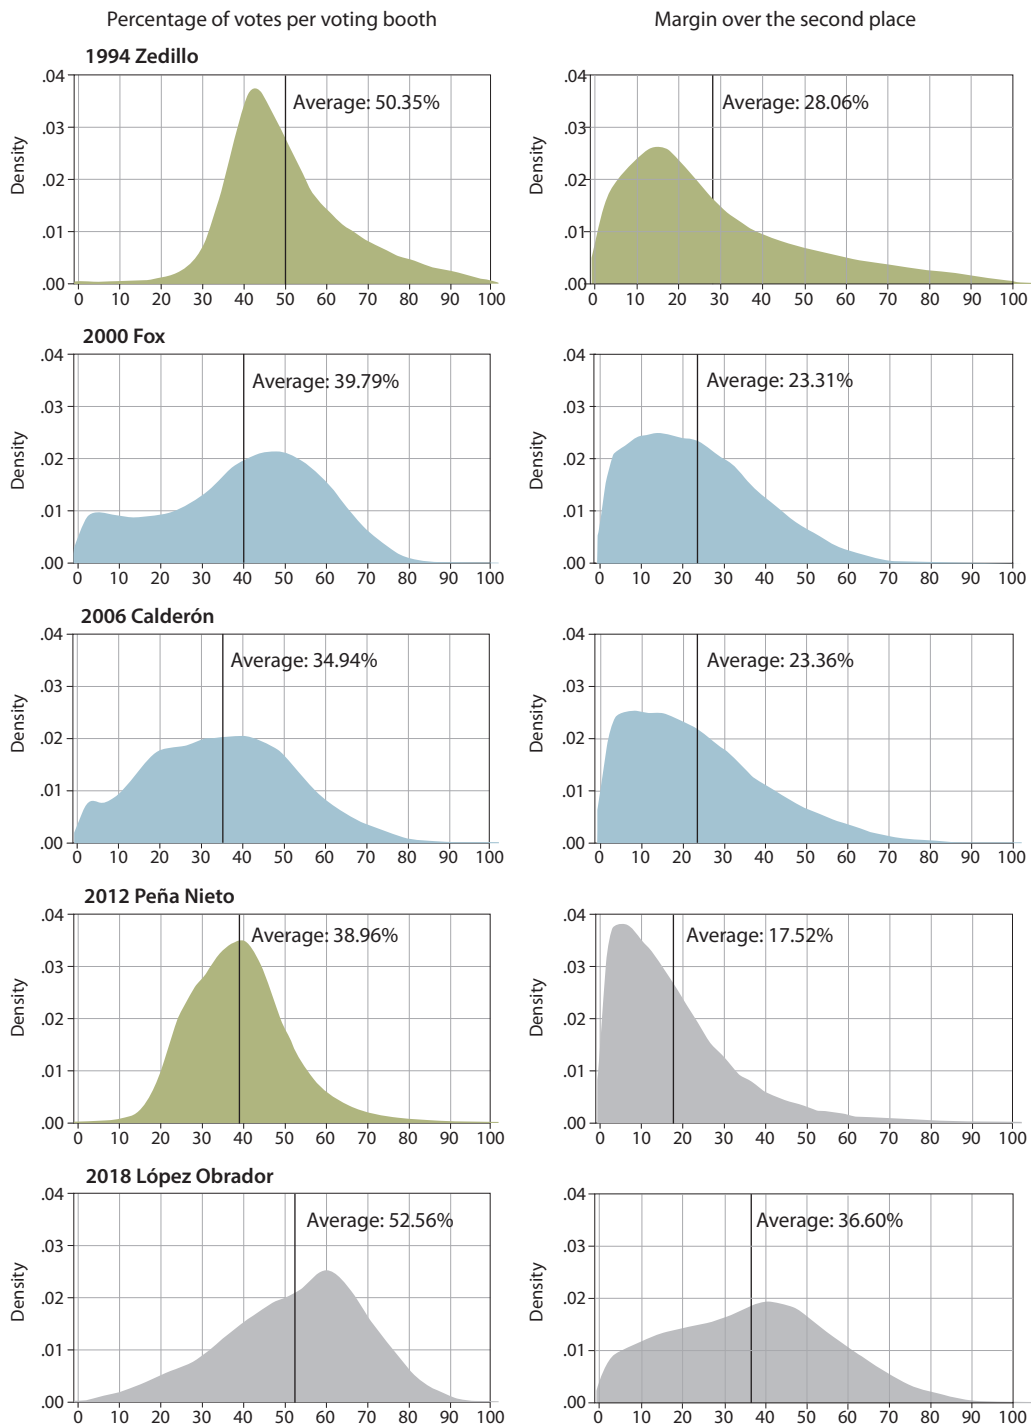 Percentage of votes per voting booth
Margin over the second place
1994 Zedillo
Density
.04
.03
.02
.01
.00
Average: 50.35%
0 10 20 30 40 50 60 70 80 90 100
Density
.04
.03
.02
.01
.00
Average: 28.06%
0 10 20 30 40 50 60 70 80 90 100
2000 Fox
Density
.04
.03
.02
.01
.00
Average: 39.79%
0 10 20 30 40 50 60 70 80 90 100
Density
.04
.03
.02
.01
.00
Average: 23.31%
0 10 20 30 40 50 60 70 80 90 100
2006 Calderón
Density
.04
.03
.02
.01
.00
Average: 34.94%
0 10 20 30 40 50 60 70 80 90 100
Density
.04
.03
.02
.01
.00
Average: 23.36%
0 10 20 30 40 50 60 70 80 90 100
2012 Peña Nieto
Density
.04
.03
.02
.01
.00
Average: 38.96%
0 10 20 30 40 50 60 70 80 90 100
Density
.04
.03
.02
.01
.00
Average: 17.52%
0 10 20 30 40 50 60 70 80 90 100
2018 López Obrador
Density
.04
.03
.02
.01
.00
Average: 52.56%
0 10 20 30 40 50 60 70 80 90 100
Density
.04
.03
.02
.01
.00
Average: 36.60%
0 10 20 30 40 50 60 70 80 90 100